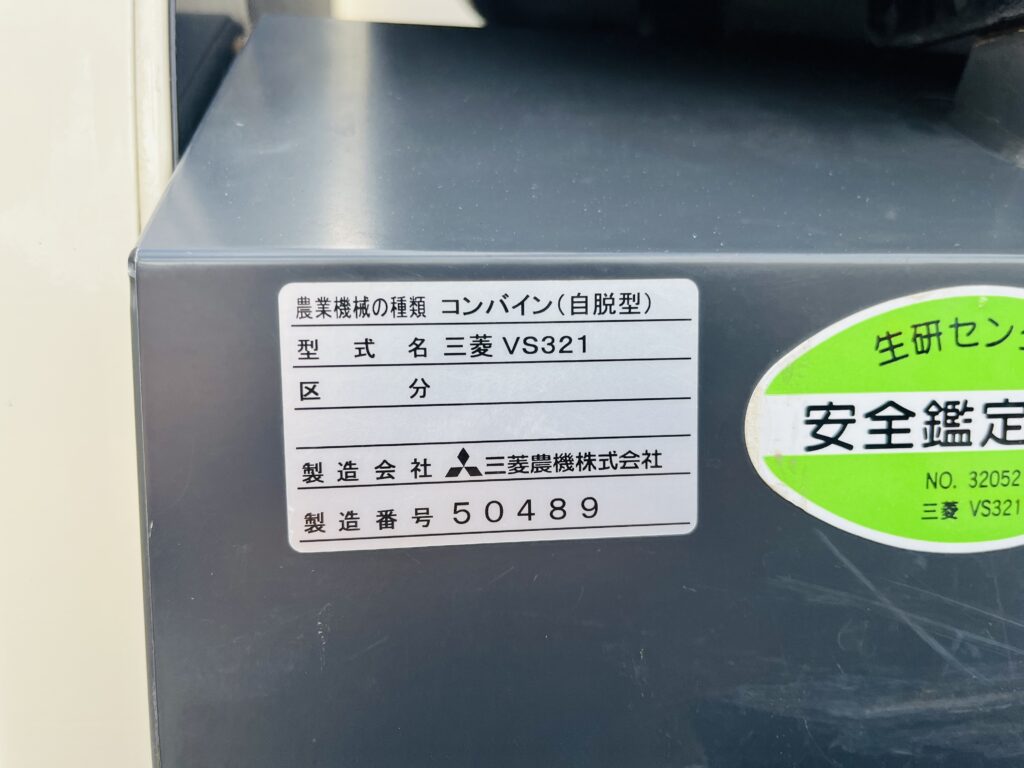 農業機械の種類 コンバイン(自脱型)
型式名 三菱 VS321
区分
製造会社 三菱農機株式会社
製造番号 50489
生研セン
安全鑑定
NO. 32052
三菱 VS321